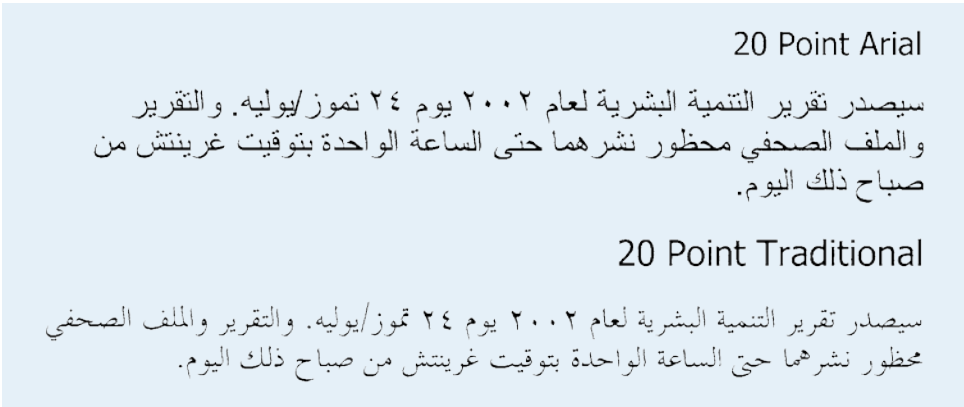 20 Point Arial
سيصدر تقرير التنمية البشرية لعام ٢٠٠٢ يوم ٢٤ تموز/يوليه. والتقرير
والملف الصحفي محظور نشرهما حتى الساعة الواحدة بتوقيت غرينتش من
صباح ذلك اليوم.
20 Point Traditional
سيصدر تقرير التنمية البشرية لعام ٢٠٠٢ يوم ٢٤ تموز/يوليه. والتقرير والملف الصحفي
محظور نشرهما حتى الساعة الواحدة بتوقيت غرينتش من صباح ذلك اليوم.